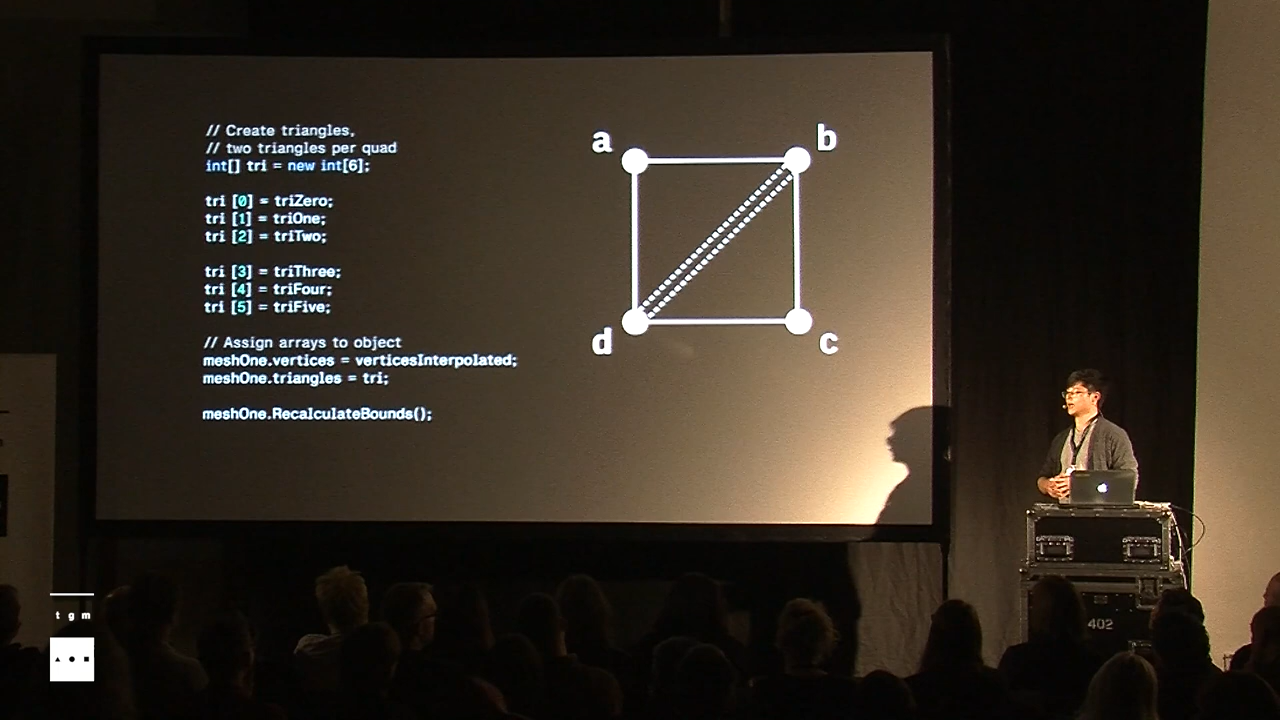 // Create triangles,
// two triangles per quad
int[] tri = new int[6];
tri [0] = triZero;
tri [1] = triOne;
tri [2] = triTwo;
tri [3] = triThree;
tri [4] = triFour;
tri [5] = triFive;
// Assign arrays to object
meshOne.vertices = verticesInterpolated;
meshOne.triangles = tri;
meshOne.RecalculateBounds();
a
b
d
c
402
t g m